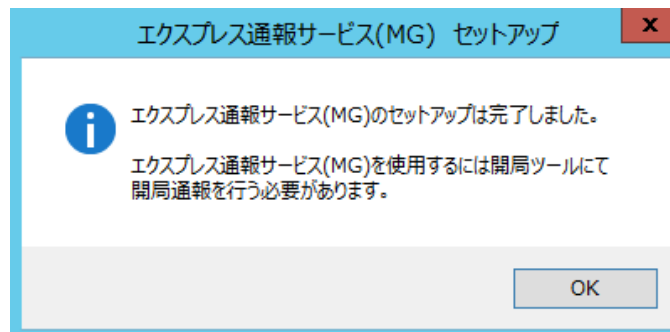 エクスプレス通報サービス(MG) セットアップ
x
エクスプレス通報サービス(MG)のセットアップは完了しました。
エクスプレス通報サービス(MG)を使用するには開局ツールにて
開局通報を行う必要があります。
OK